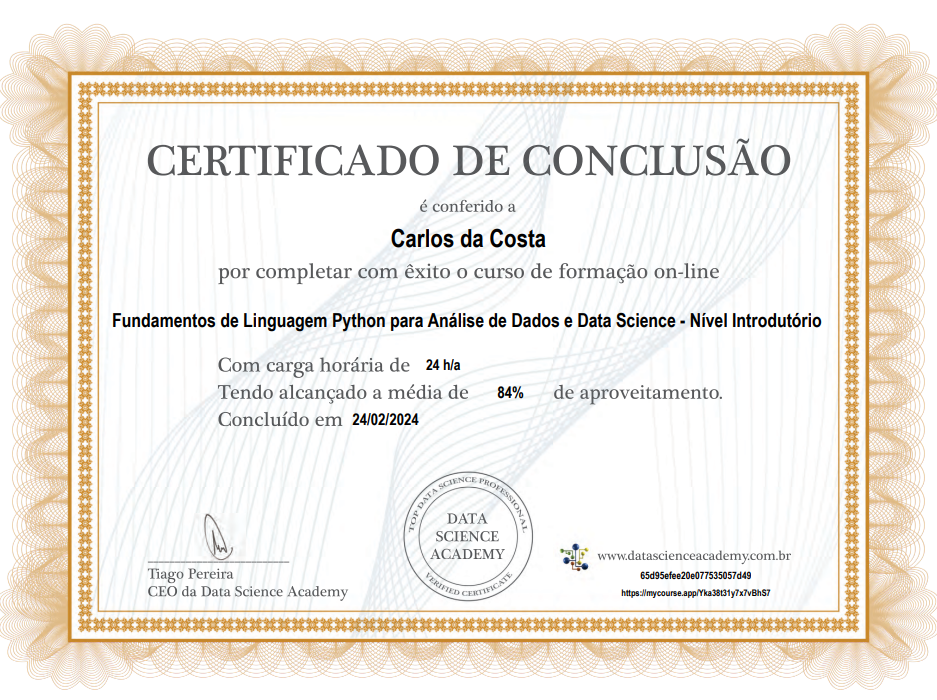 CERTIFICADO DE CONCLUSÃO
é conferido a
Carlos da Costa
por completar com êxito o curso de formação on-line
Fundamentos de Linguagem Python para Análise de Dados e Data Science - Nível Introdutório
Com carga horária de 24 h/a
Tendo alcançado a média de 84% de aproveitamento.
Concluído em 24/02/2024
TOP DATA SCIENCE PROFESSIONAL
DATA
SCIENCE
ACADEMY
VERIFIED CERTIFICATE
Tiago Pereira
CEO da Data Science Academy
www.datascienceacademy.com.br
65d95efee20e077535057d49
https://mycourse.app/Yka38t31y7x7vBhS7